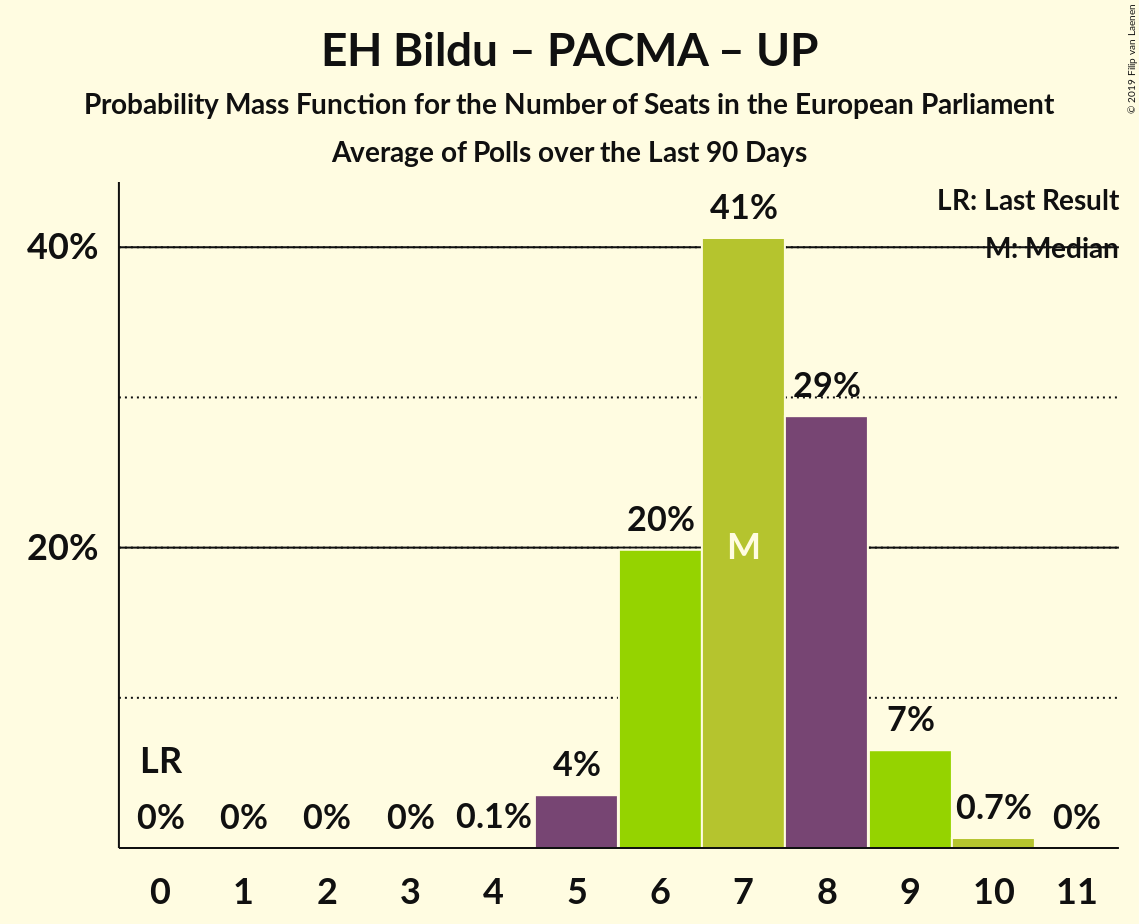 EH Bildu – PACMA – UP
Probability Mass Function for the Number of Seats in the European Parliament
Average of Polls over the Last 90 Days
© 2019 Filip van Laenen
LR: Last Result
M: Median
41%
40%
29%
20%
20%
M
7%
LR
4%
0% 0% 0% 0% 0.1% 0.7% 0%
0 1 2 3 4 5 6 7 8 9 10 11